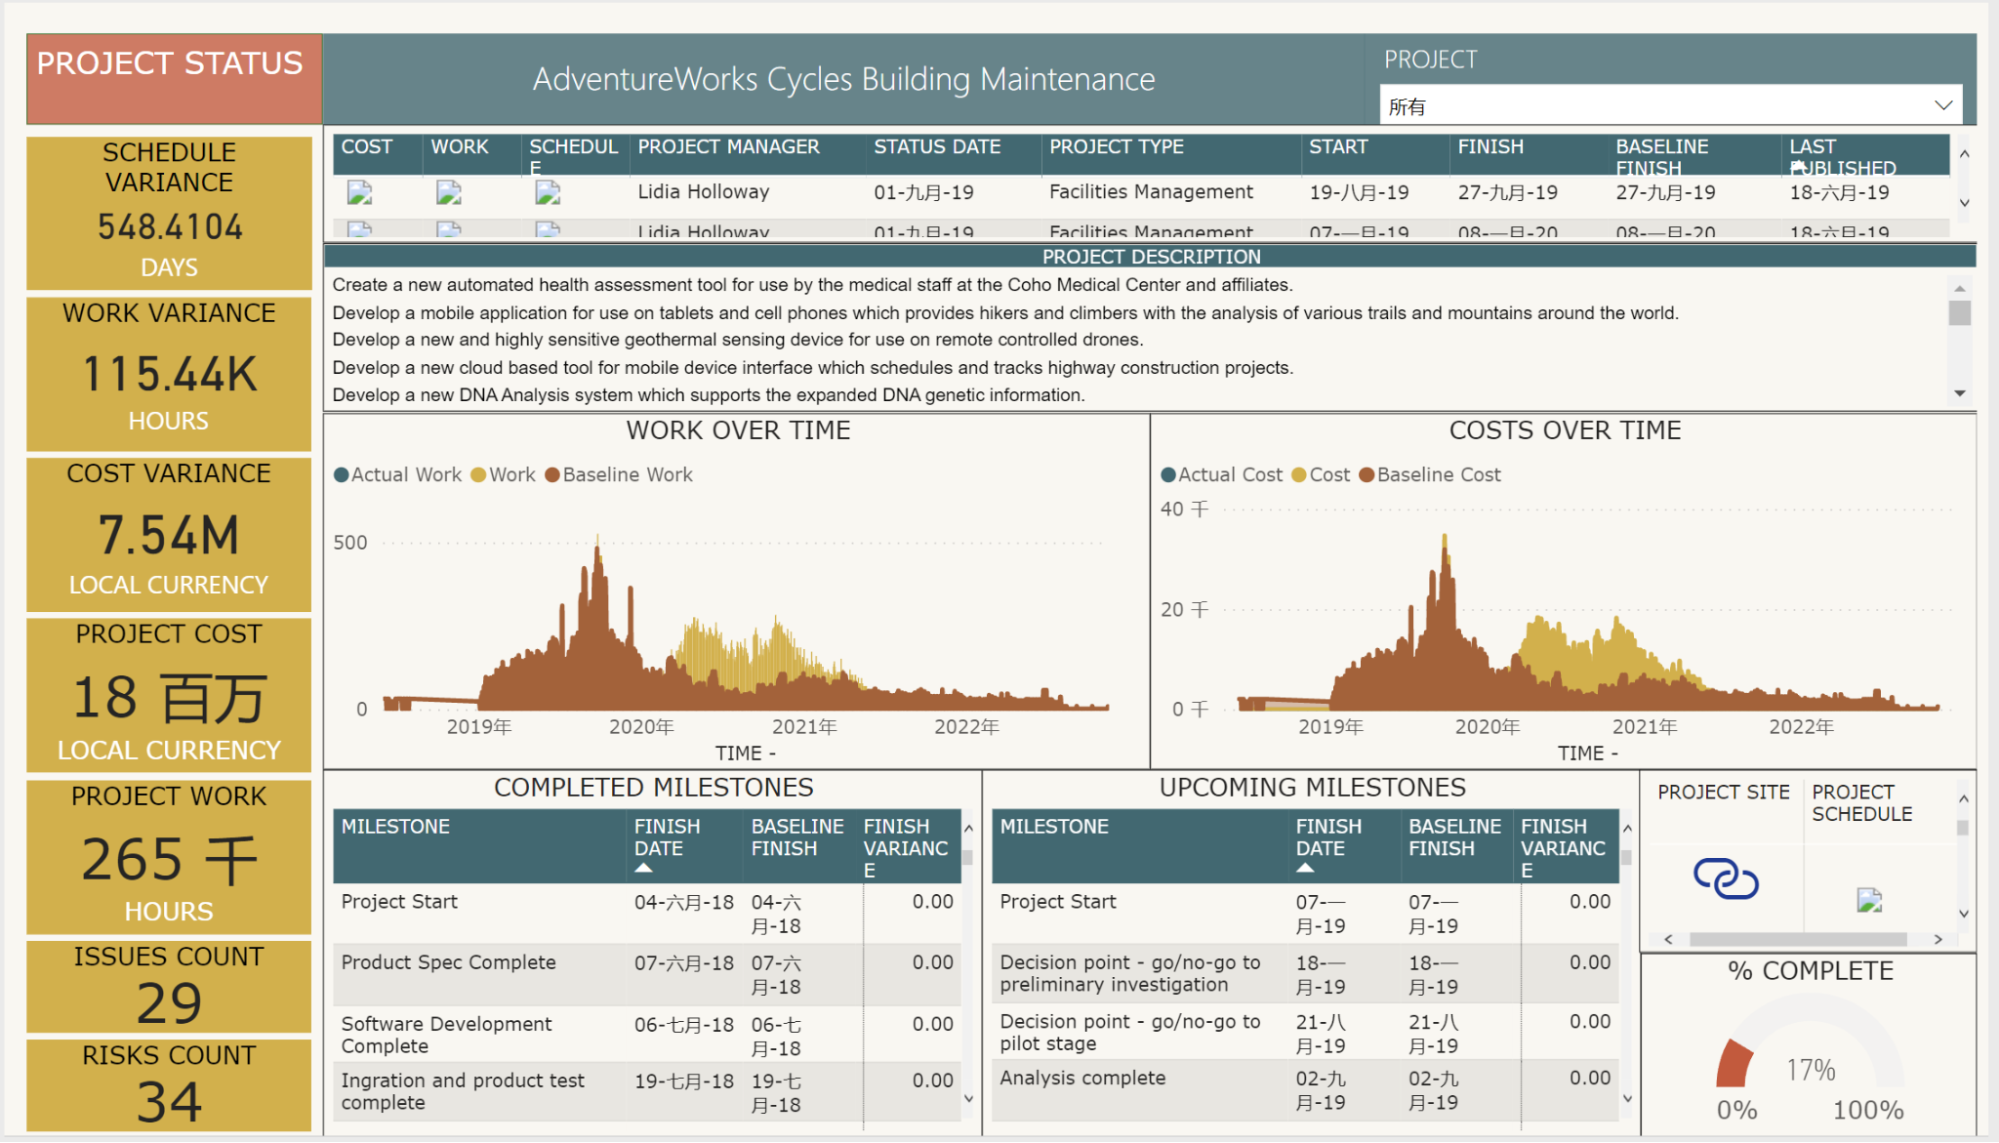 PROJECT STATUS
AdventureWorks Cycles Building Maintenance
PROJECT
所有
SCHEDULE
VARIANCE
548.4104
DAYS
WORK VARIANCE
115.44K
HOURS
COST VARIANCE
7.54M
LOCAL CURRENCY
PROJECT COST
18 百万
LOCAL CURRENCY
PROJECT WORK
265 千
HOURS
ISSUES COUNT
29
RISKS COUNT
34
COST WORK SCHEDUL PROJECT MANAGER STATUS DATE PROJECT TYPE START FINISH BASELINE LAST
E FINISH PUBLISHED
Lidia Holloway 01-九月-19 Facilities Management 19-八月-19 27-九月-19 27-九月-19 18-六月-19
Lidia Holloway 01-九月-19 Facilities Management 07-一月-19 08-一月-20 08-一月-20 18-六月-19
PROJECT DESCRIPTION
Create a new automated health assessment tool for use by the medical staff at the Coho Medical Center and affiliates.
Develop a mobile application for use on tablets and cell phones which provides hikers and climbers with the analysis of various trails and mountains around the world.
Develop a new and highly sensitive geothermal sensing device for use on remote controlled drones.
Develop a new cloud based tool for mobile device interface which schedules and tracks highway construction projects.
Develop a new DNA Analysis system which supports the expanded DNA genetic information.
WORK OVER TIME
Actual Work Work Baseline Work
500
0
2019年 2020年 2021年 2022年
TIME -
COSTS OVER TIME
Actual Cost Cost Baseline Cost
40 千
20 千
0 千
2019年 2020年 2021年 2022年
TIME -
COMPLETED MILESTONES
MILESTONE FINISH BASELINE FINISH
DATE FINISH VARIANC
E
Project Start 04-六月-18 04-六 0.00
月-18
Product Spec Complete 07-六月-18 07-六 0.00
月-18
Software Development 06-七月-18 06-七 0.00
Complete 月-18
Ingration and product test 19-七月-18 19-七 0.00
complete 月-18
UPCOMING MILESTONES
MILESTONE FINISH BASELINE FINISH
DATE FINISH VARIANC
E
Project Start 07-一 07-一 0.00
月-19 月-19
Decision point - go/no-go to 18-一 18-一 0.00
preliminary investigation 月-19 月-19
Decision point - go/no-go to 21-八 21-八 0.00
pilot stage 月-19 月-19
Analysis complete 02-九 02-九 0.00
月-19 月-19
PROJECT SITE PROJECT
SCHEDULE
% COMPLETE
17%
0% 100%